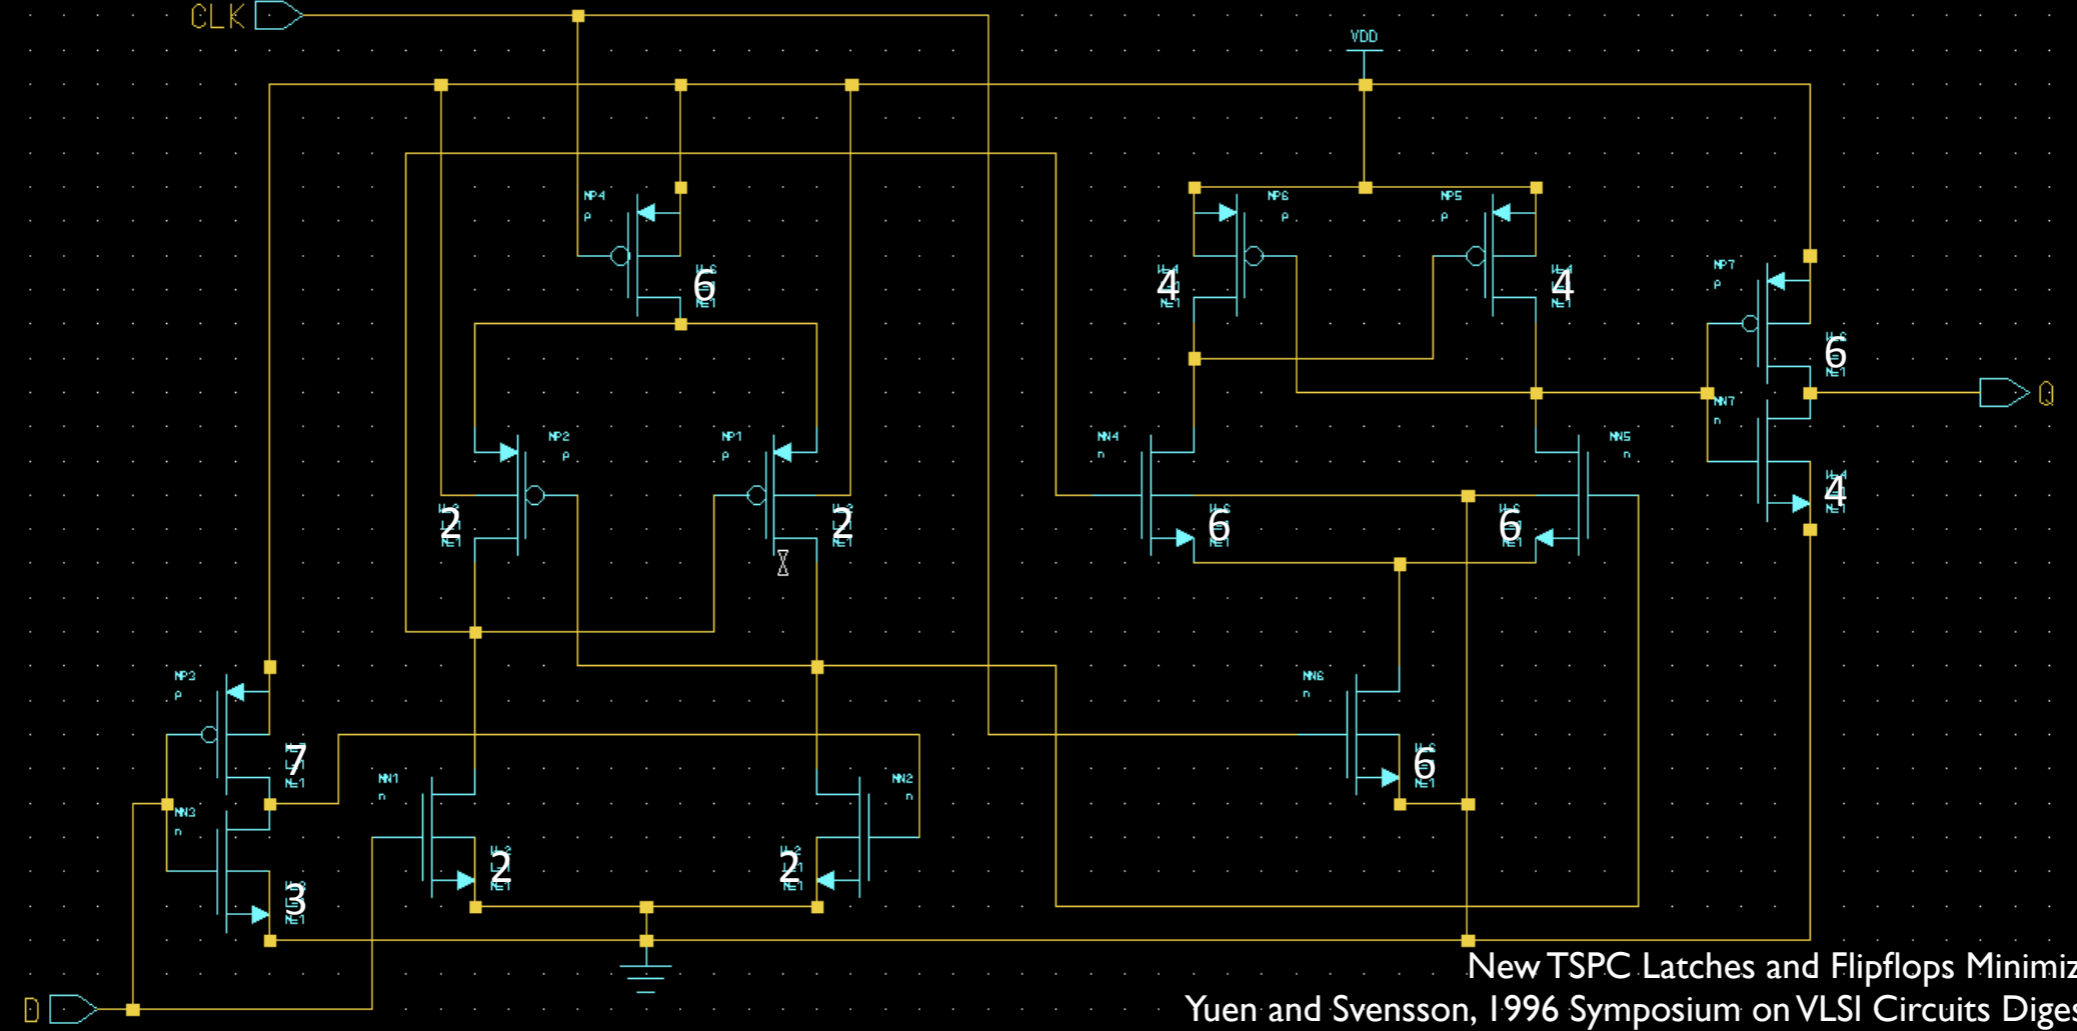 CLK
VDD
MP4
p
6
MP6
p
4
MP5
p
4
MP7
p
6
MP2
p
2
MP1
p
2
MN4
n
6
MN5
n
6
MN7
n
4
Q
MP3
p
7
MN6
n
6
MN1
n
2
MN2
n
2
MN3
n
3
D
New TSPC Latches and Flipflops Minimiz
Yuen and Svensson, 1996 Symposium on VLSI Circuits Diges